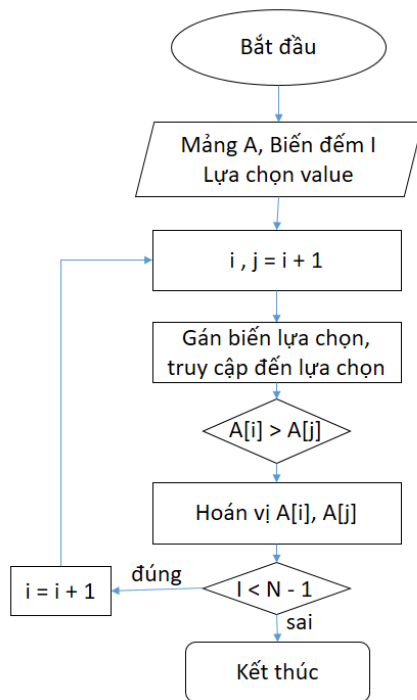 Bắt đầu
Mảng A, Biến đếm I
Lựa chọn value
i , j = i + 1
Gán biến lựa chọn,
truy cập đến lựa chọn
A[i] > A[j]
Hoán vị A[i], A[j]
đúng
i = i + 1
I < N - 1
sai
Kết thúc